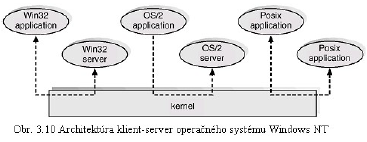 Win32 application
OS/2 application
Posix application
Win32 server
OS/2 server
Posix application
kernel
Obr. 3.10 Architektúra klient-server operačného systému Windows NT